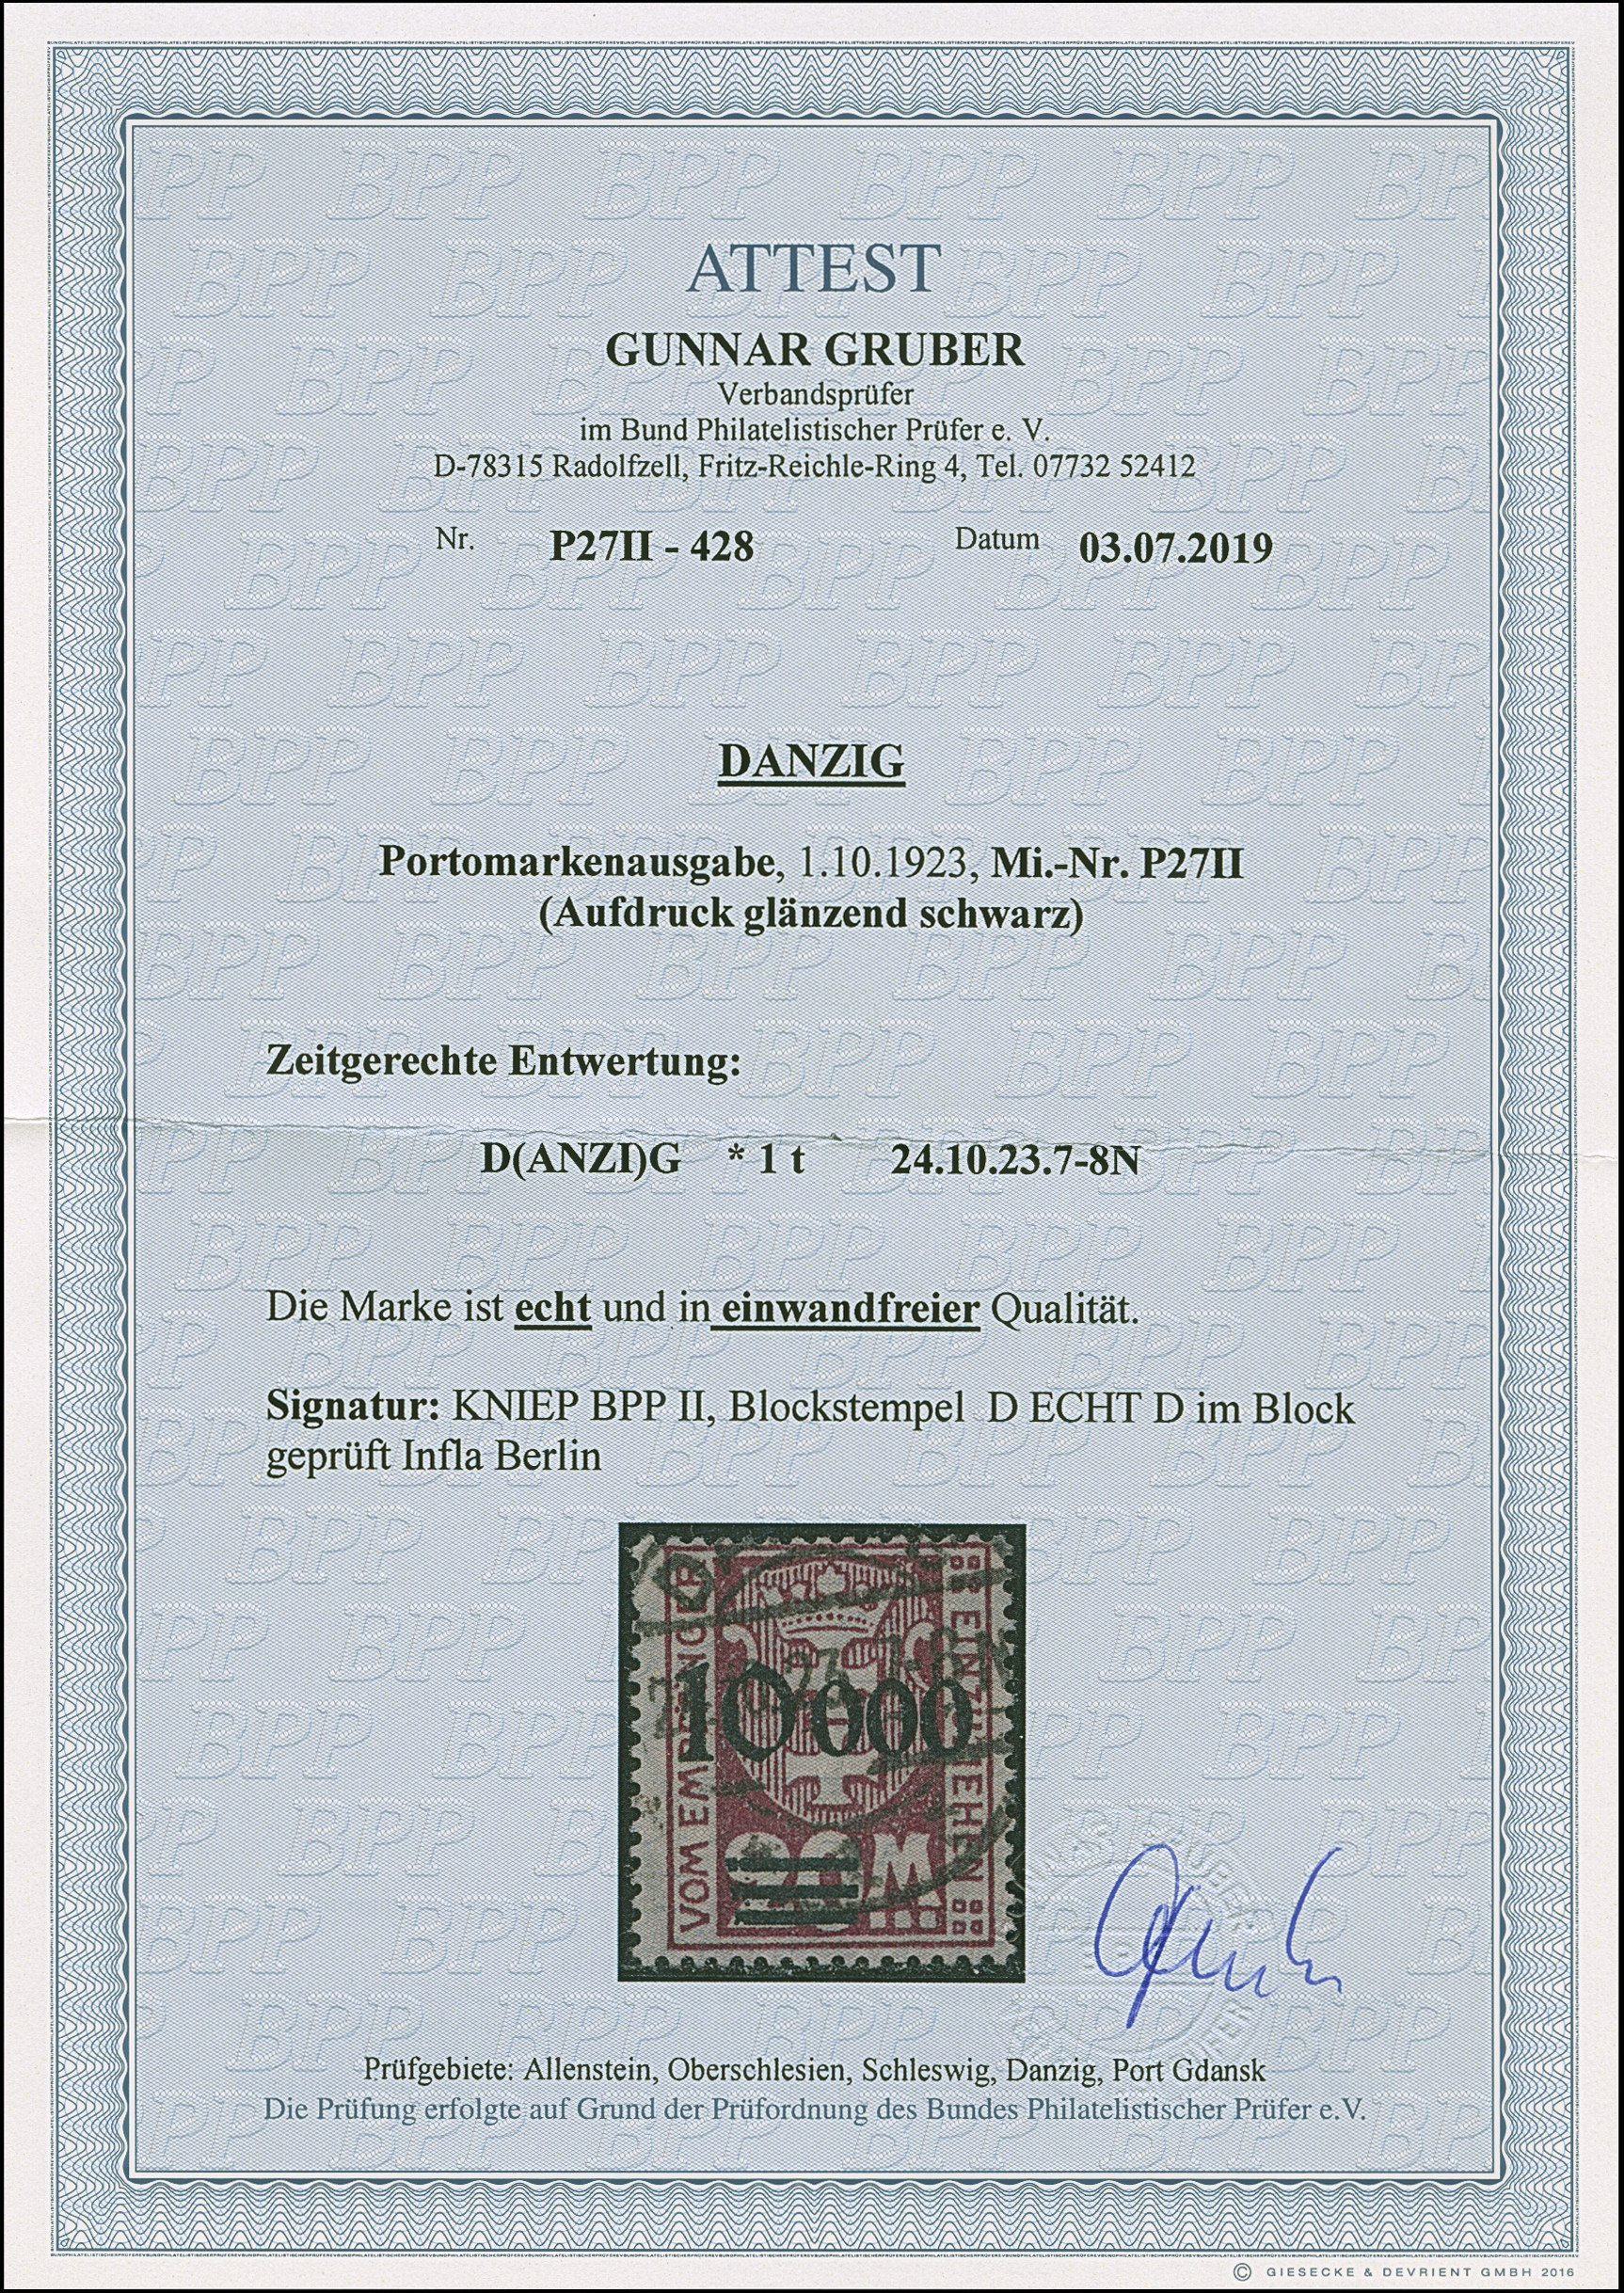 ATTEST
GUNNAR GRUBER
Verbandsprüfer
im Bund Philatelistischer Prüfer e. V.
D-78315 Radolfzell, Fritz-Reichle-Ring 4, Tel. 07732 52412
Nr. P27II - 428 Datum 03.07.2019
DANZIG
Portomarkenausgabe, 1.10.1923, Mi.-Nr. P27II
(Aufdruck glänzend schwarz)
Zeitgerechte Entwertung:
D(ANZI)G * 1 t 24.10.23.7-8N
Die Marke ist echt und in einwandfreier Qualität.
Signatur: KNIEP BPP II, Blockstempel D ECHT D im Block
geprüft Infla Berlin
VOM EMPFÄNGER
EINZUZIEHEN
10000
20 M.
Prüfgebiete: Allenstein, Oberschlesien, Schleswig, Danzig, Port Gdansk
Die Prüfung erfolgte auf Grund der Prüfordnung des Bundes Philatelistischer Prüfer e.V.
© GIESECKE & DEVRIENT GMBH 2016